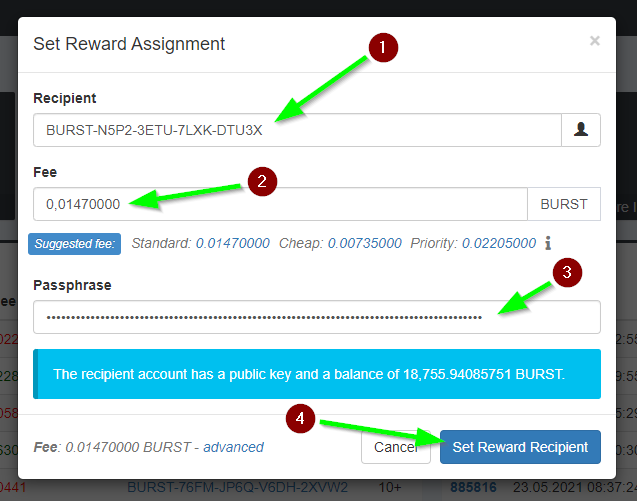 Set Reward Assignment ×
1
Recipient
BURST-N5P2-3ETU-7LXK-DTU3X
Fee
2
0,01470000 BURST
Suggested fee: Standard: 0.01470000 Cheap: 0.00735000 Priority: 0.02205000 i
Passphrase
3
••••••••••••••••••••••••••••••••••••••••••••••••••••••••••••••••••••••••••••••••••••••••
The recipient account has a public key and a balance of 18,755.94085751 BURST.
4
Fee: 0.01470000 BURST - advanced Cancel Set Reward Recipient
0441 BURST-76FM-JP6Q-V6DH-2XVW2 10+ 885816 23.05.2021 08:37:24